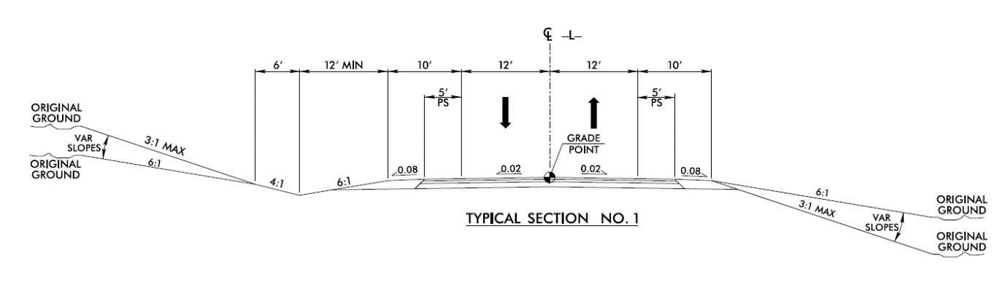 ℄ -L-
6' 12' MIN 10' 12' 12' 10'
5'
PS
5'
PS
ORIGINAL
GROUND
VAR
SLOPES
3:1 MAX
6:1
ORIGINAL
GROUND
4:1
6:1
0.08
0.02
GRADE
POINT
0.02
0.08
6:1
3:1 MAX
VAR
SLOPES
ORIGINAL
GROUND
ORIGINAL
GROUND
TYPICAL SECTION NO. 1